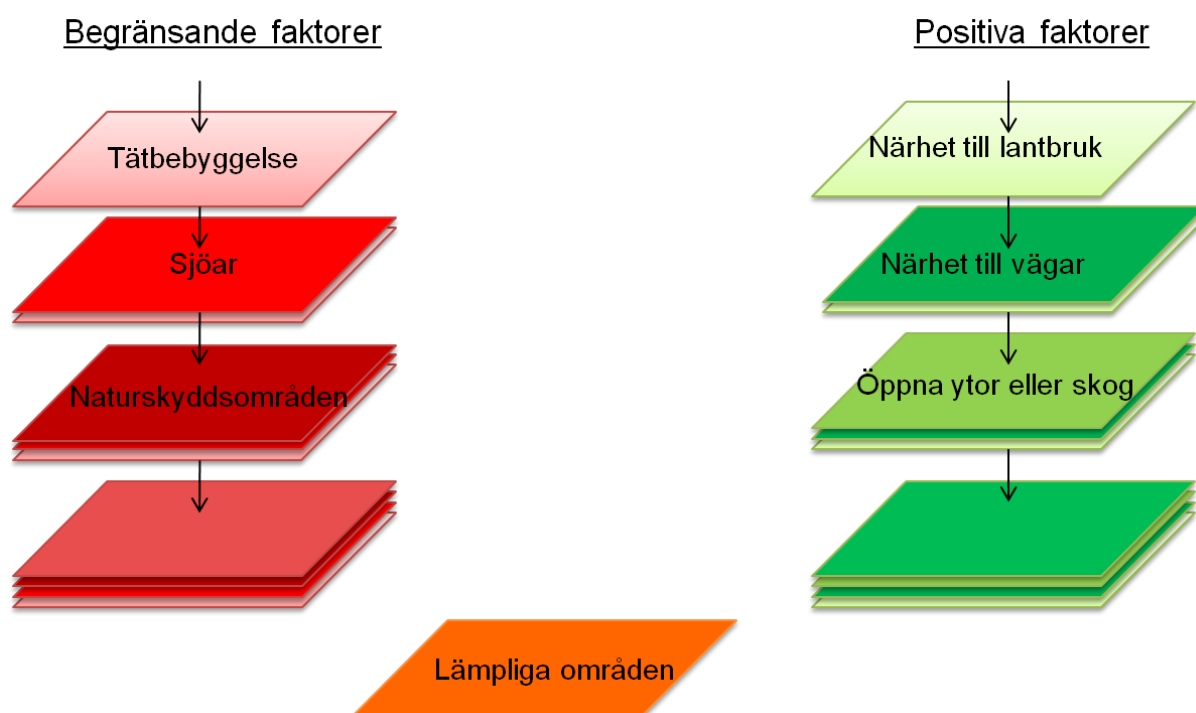 Begränsande faktorer
Tätbebyggelse
Sjöar
Naturskyddsområden
Positiva faktorer
Närhet till lantbruk
Närhet till vägar
Öppna ytor eller skog
Lämpliga områden